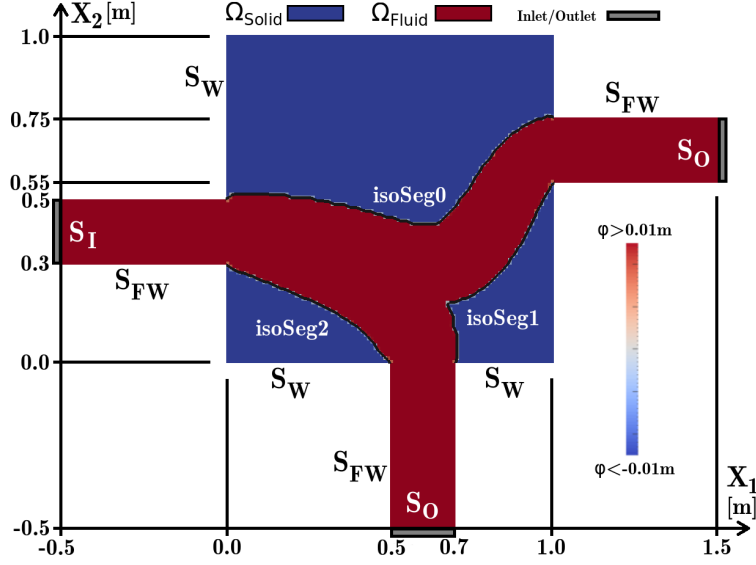 X2 [m]
ΩSolid
ΩFluid
Inlet/Outlet
1.0
SW
SFW
0.75
SO
0.55
0.5
isoSeg0
SI
φ>0.01m
0.3
SFW
isoSeg2
isoSeg1
0.0
SW
SW
SFW
φ<-0.01m
SO
X1
[m]
-0.5
-0.5
0.0
0.5
0.7
1.0
1.5